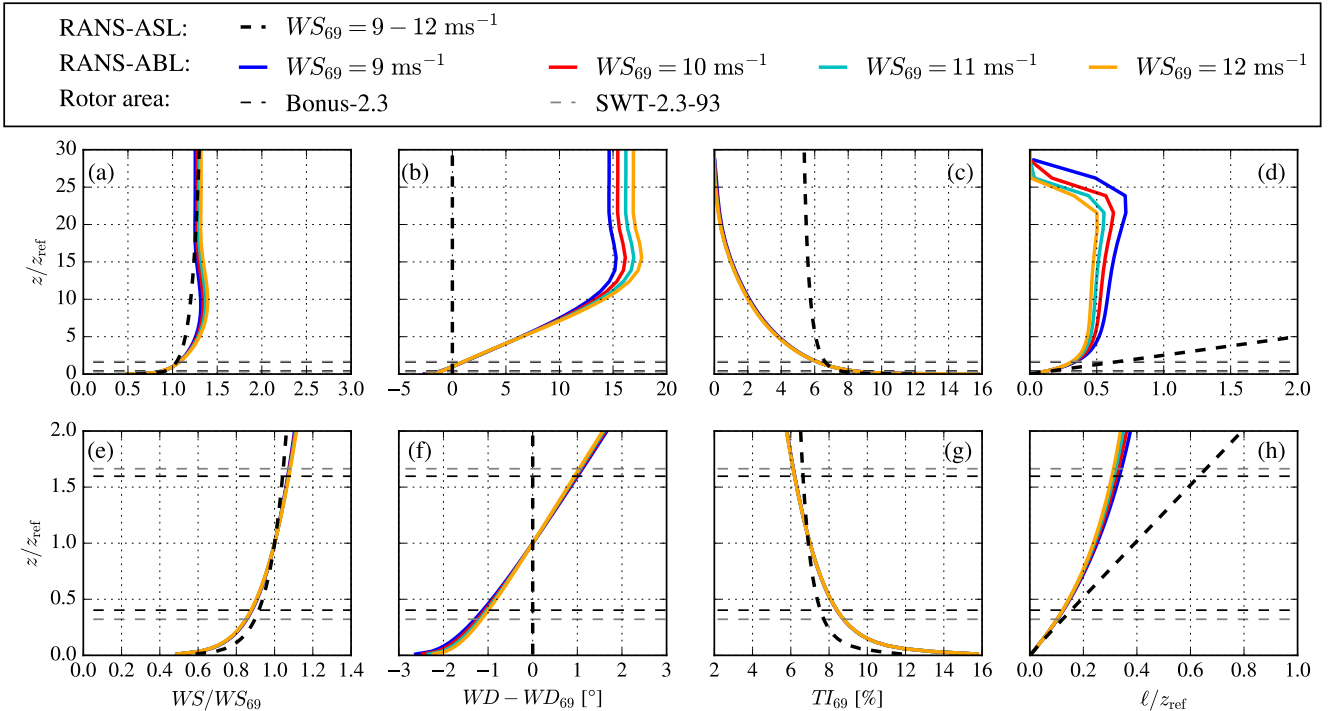 RANS-ASL: WS₆₉ = 9 − 12 ms⁻¹
RANS-ABL: WS₆₉ = 9 ms⁻¹ WS₆₉ = 10 ms⁻¹ WS₆₉ = 11 ms⁻¹ WS₆₉ = 12 ms⁻¹
Rotor area: Bonus-2.3 SWT-2.3-93
(a) (b) (c) (d)
30
25
20
15
10
5
0
z/z_ref
0.0 0.5 1.0 1.5 2.0 2.5 3.0
−5 0 5 10 15 20
0 2 4 6 8 10 12 14 16
0.0 0.5 1.0 1.5 2.0
(e) (f) (g) (h)
2.0
1.5
1.0
0.5
0.0
z/z_ref
0.0 0.2 0.4 0.6 0.8 1.0 1.2 1.4
−3 −2 −1 0 1 2 3
2 4 6 8 10 12 14 16
0.0 0.2 0.4 0.6 0.8 1.0
WS/WS₆₉
WD − WD₆₉ [°]
TI₆₉ [%]
ℓ/z_ref